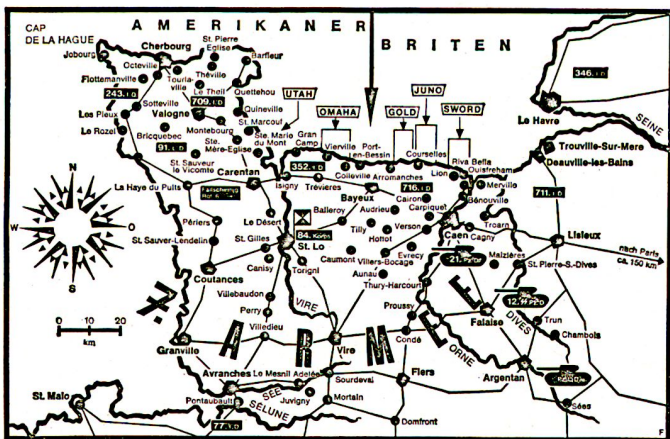 AMERIKANER
BRITEN
CAP
DE LA HAGUE
Jobourg
Cherbourg
St. Pierre
Eglise
Barfleur
Octeville
Flottemanville
Tourlaville
Théville
Le Theil
Quettehou
243. I.D
709. I.D
Sotteville
Valogne
Quineville
Les Pieux
St. Marcouf
Montebourg
Le Rozel
Bricquebec
Ste. Marie
du Mont
Ste.
Mère-Eglise
91. I.D
St. Sauveur
le Vicomte
Carentan
UTAH
OMAHA
GOLD
JUNO
SWORD
346. I.D
Le Havre
SEINE
Gran
Camp
Vierville
Port-
en-Bessin
Courselles
Riva Bella
Ouistreham
Trouville-Sur-Mere
Deauville-les-Bains
Colleville
Arromanches
Lion
Merville
352. I.D
Isigny
Trévières
Bayeux
716. I.D
Bénouville
711. I.D
La Haye du Puits
Périers
Le Désert
Balleroy
Audrieu
Cairon
Carpiquet
Caen
Troarn
Cagny
Lisieux
84. Korps
Tilly
Hottot
Verson
nach Paris
ca. 150 km
St. Sauver-Lendelin
St. Gilles
St. Lo
Caumont
Villers-Bocage
Evrecy
21. Pz D
Malzières
St. Pierre-S.-Dives
Canisy
Torigni
Aunau
Coutances
Thury-Harcourt
VIRE
Villebaudon
Perry
Proussy
12. SS Pz D
Villedieu
Vire
Condé
Falaise
DIVES
Trun
Chambois
7. ARMEE
ORNE
Granville
Avranches
Le Mesnil Adelée
SÉE
Sourdeval
Flers
Argentan
St. Malo
Pontaubault
SÉLUNE
Juvigny
Mortain
Domfront
Sées
77. I.D
N
W
O
S
0 10 20
km
F